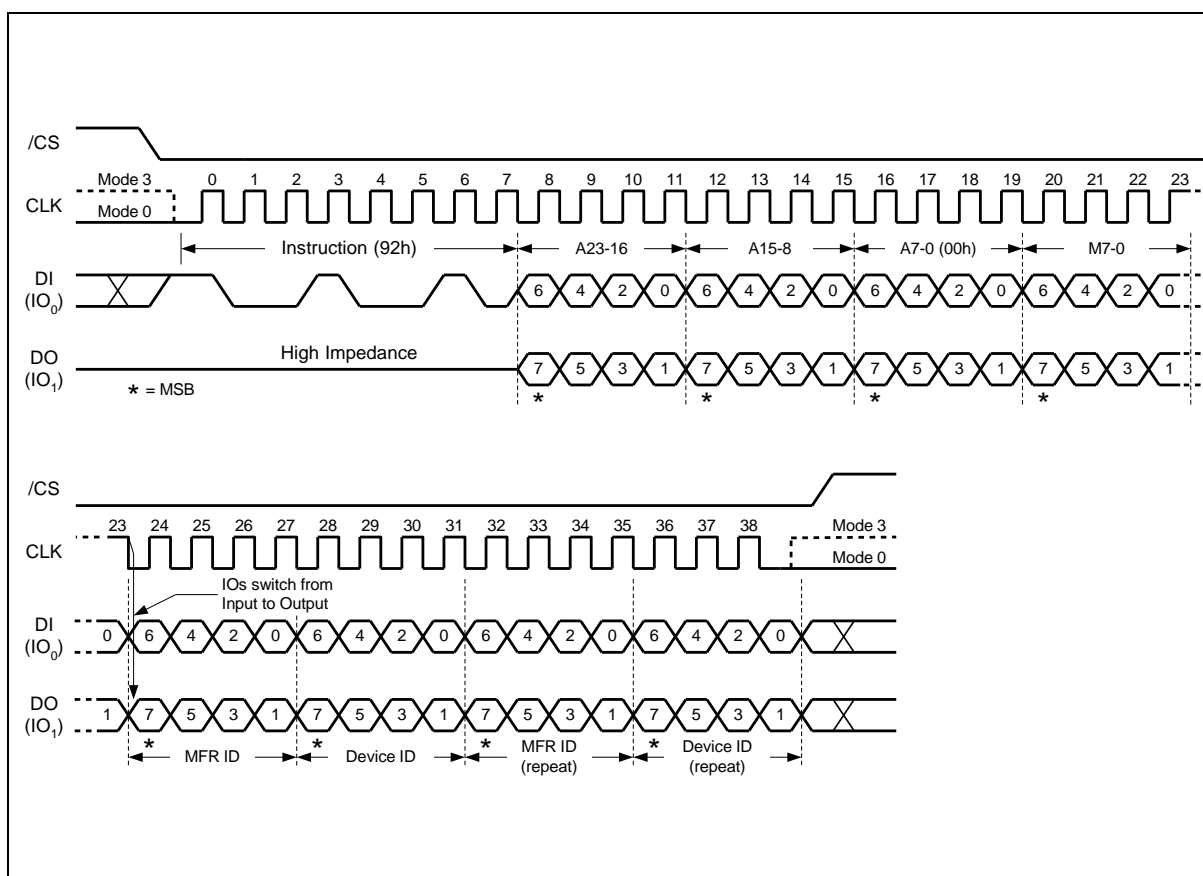 /CS
Mode 3
0 1 2 3 4 5 6 7 8 9 10 11 12 13 14 15 16 17 18 19 20 21 22 23
CLK
Mode 0
Instruction (92h) A23-16 A15-8 A7-0 (00h) M7-0
DI
(IO0)
6 4 2 0 6 4 2 0 6 4 2 0 6 4 2 0
DO
(IO1)
High Impedance
7 5 3 1 7 5 3 1 7 5 3 1 7 5 3 1
* = MSB
* * * *
/CS
23 24 25 26 27 28 29 30 31 32 33 34 35 36 37 38
Mode 3
CLK
Mode 0
IOs switch from
Input to Output
DI
(IO0)
0 6 4 2 0 6 4 2 0 6 4 2 0 6 4 2 0
DO
(IO1)
1 7 5 3 1 7 5 3 1 7 5 3 1 7 5 3 1
* * * *
MFR ID Device ID MFR ID
(repeat)
Device ID
(repeat)